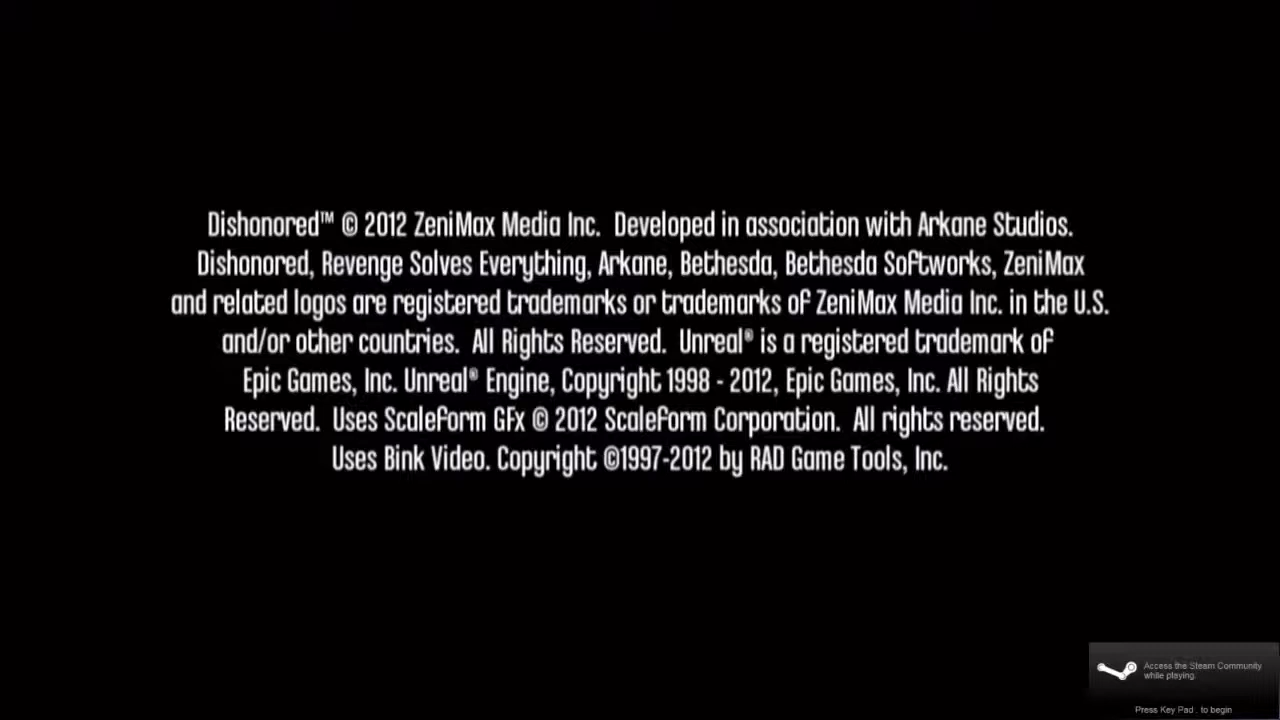 Dishonored™ © 2012 ZeniMax Media Inc. Developed in association with Arkane Studios.
Dishonored, Revenge Solves Everything, Arkane, Bethesda, Bethesda Softworks, ZeniMax
and related logos are registered trademarks or trademarks of ZeniMax Media Inc. in the U.S.
and/or other countries. All Rights Reserved. Unreal® is a registered trademark of
Epic Games, Inc. Unreal® Engine, Copyright 1998 - 2012, Epic Games, Inc. All Rights
Reserved. Uses Scaleform GFx © 2012 Scaleform Corporation. All rights reserved.
Uses Bink Video. Copyright ©1997-2012 by RAD Game Tools, Inc.
Access the Steam Community
while playing.
Press Key Pad . to begin